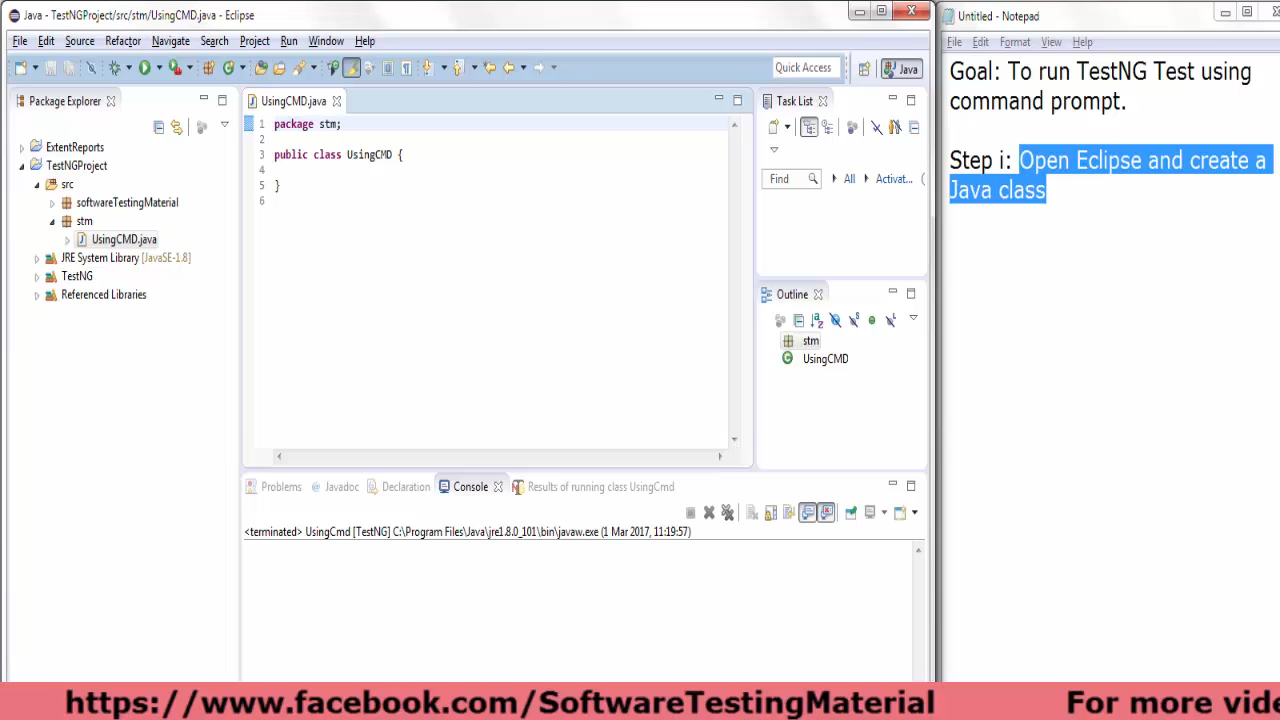 Java - TestNGProject/src/stm/UsingCMD.java - Eclipse
File Edit Source Refactor Navigate Search Project Run Window Help
Quick Access
Java
Package Explorer
ExtentReports
TestNGProject
src
softwareTestingMaterial
stm
UsingCMD.java
JRE System Library [JavaSE-1.8]
TestNG
Referenced Libraries
UsingCMD.java
1 package stm;
2
3 public class UsingCMD {
4
5 }
6
Task List
Find All Activat... (
Outline
stm
UsingCMD
Problems Javadoc Declaration Console Results of running class UsingCmd
<terminated> UsingCmd [TestNG] C:\Program Files\Java\jre1.8.0_101\bin\javaw.exe (1 Mar 2017, 11:19:57)
Untitled - Notepad
File Edit Format View Help
Goal: To run TestNG Test using
command prompt.
Step i: Open Eclipse and create a
Java class
https://www.facebook.com/SoftwareTestingMaterial For more vide